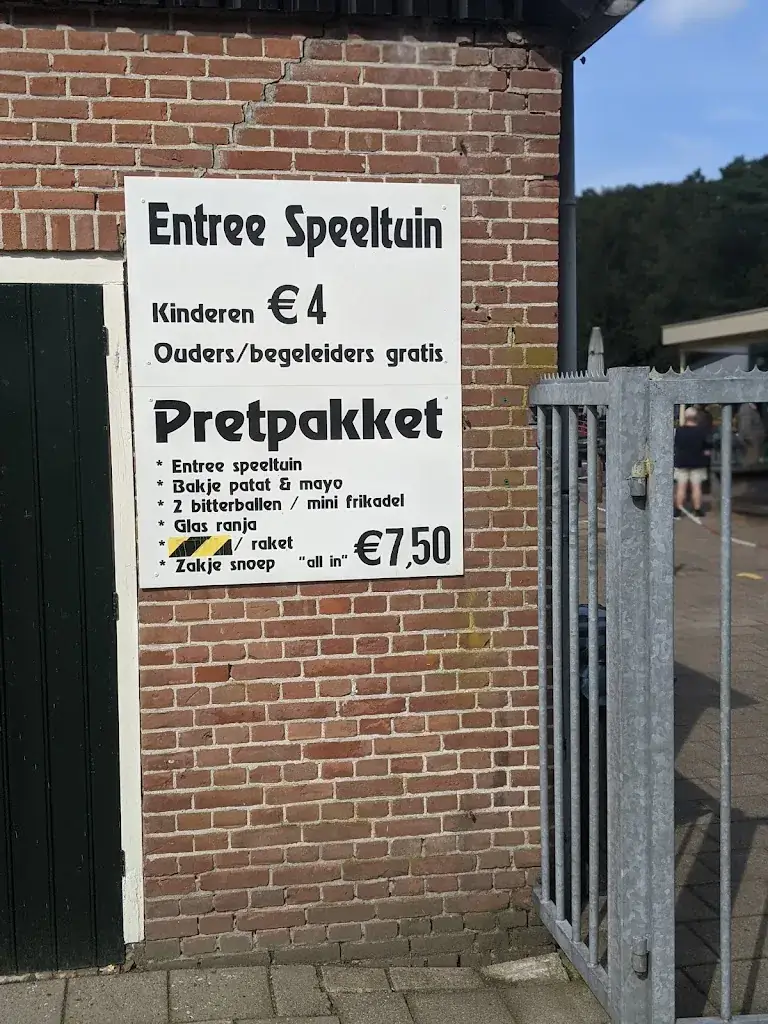 Entree Speeltuin
Kinderen €4
Ouders/begeleiders gratis
Pretpakket
* Entree speeltuin
* Bakje patat & mayo
* 2 bitterballen / mini frikadel
* Glas ranja
* / raket
* Zakje snoep "all in" €7,50